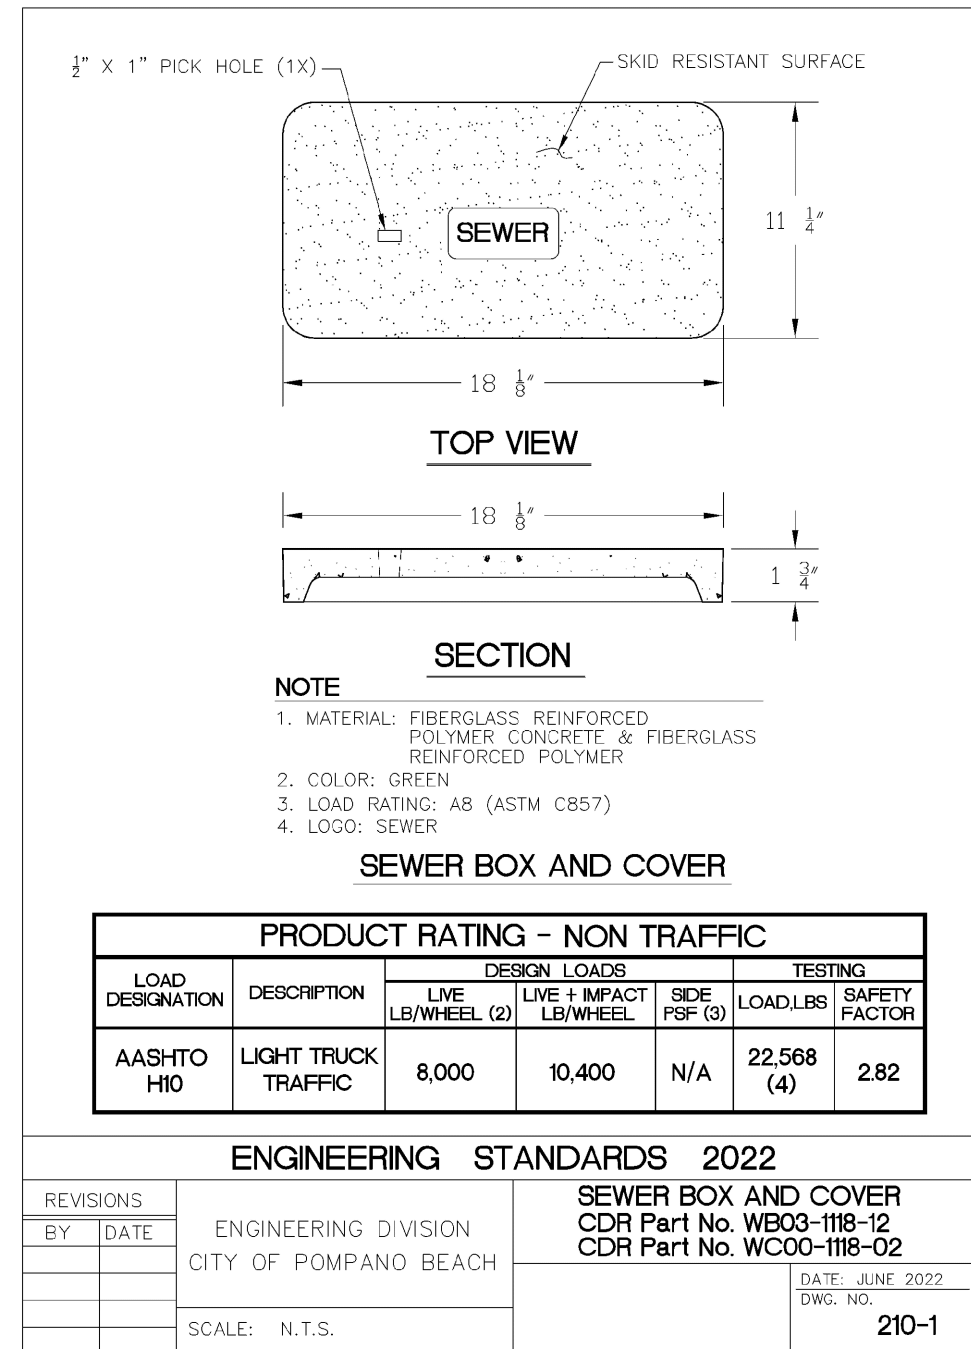 ½" X 1" PICK HOLE (1X)
SKID RESISTANT SURFACE
SEWER
11 ¼"
18 ⅛"
TOP VIEW
18 ⅛"
1 ¾"
SECTION
NOTE
1. MATERIAL: FIBERGLASS REINFORCED
POLYMER CONCRETE & FIBERGLASS
REINFORCED POLYMER
2. COLOR: GREEN
3. LOAD RATING: A8 (ASTM C857)
4. LOGO: SEWER
SEWER BOX AND COVER
PRODUCT RATING - NON TRAFFIC
LOAD DESIGNATION
DESCRIPTION
DESIGN LOADS
TESTING
LIVE LB/WHEEL (2)
LIVE + IMPACT LB/WHEEL
SIDE PSF (3)
LOAD,LBS
SAFETY FACTOR
AASHTO H10
LIGHT TRUCK TRAFFIC
8,000
10,400
N/A
22,568 (4)
2.82
ENGINEERING STANDARDS 2022
REVISIONS
BY DATE
ENGINEERING DIVISION
CITY OF POMPANO BEACH
SCALE: N.T.S.
SEWER BOX AND COVER
CDR Part No. WB03-1118-12
CDR Part No. WC00-1118-02
DATE: JUNE 2022
DWG. NO.
210-1